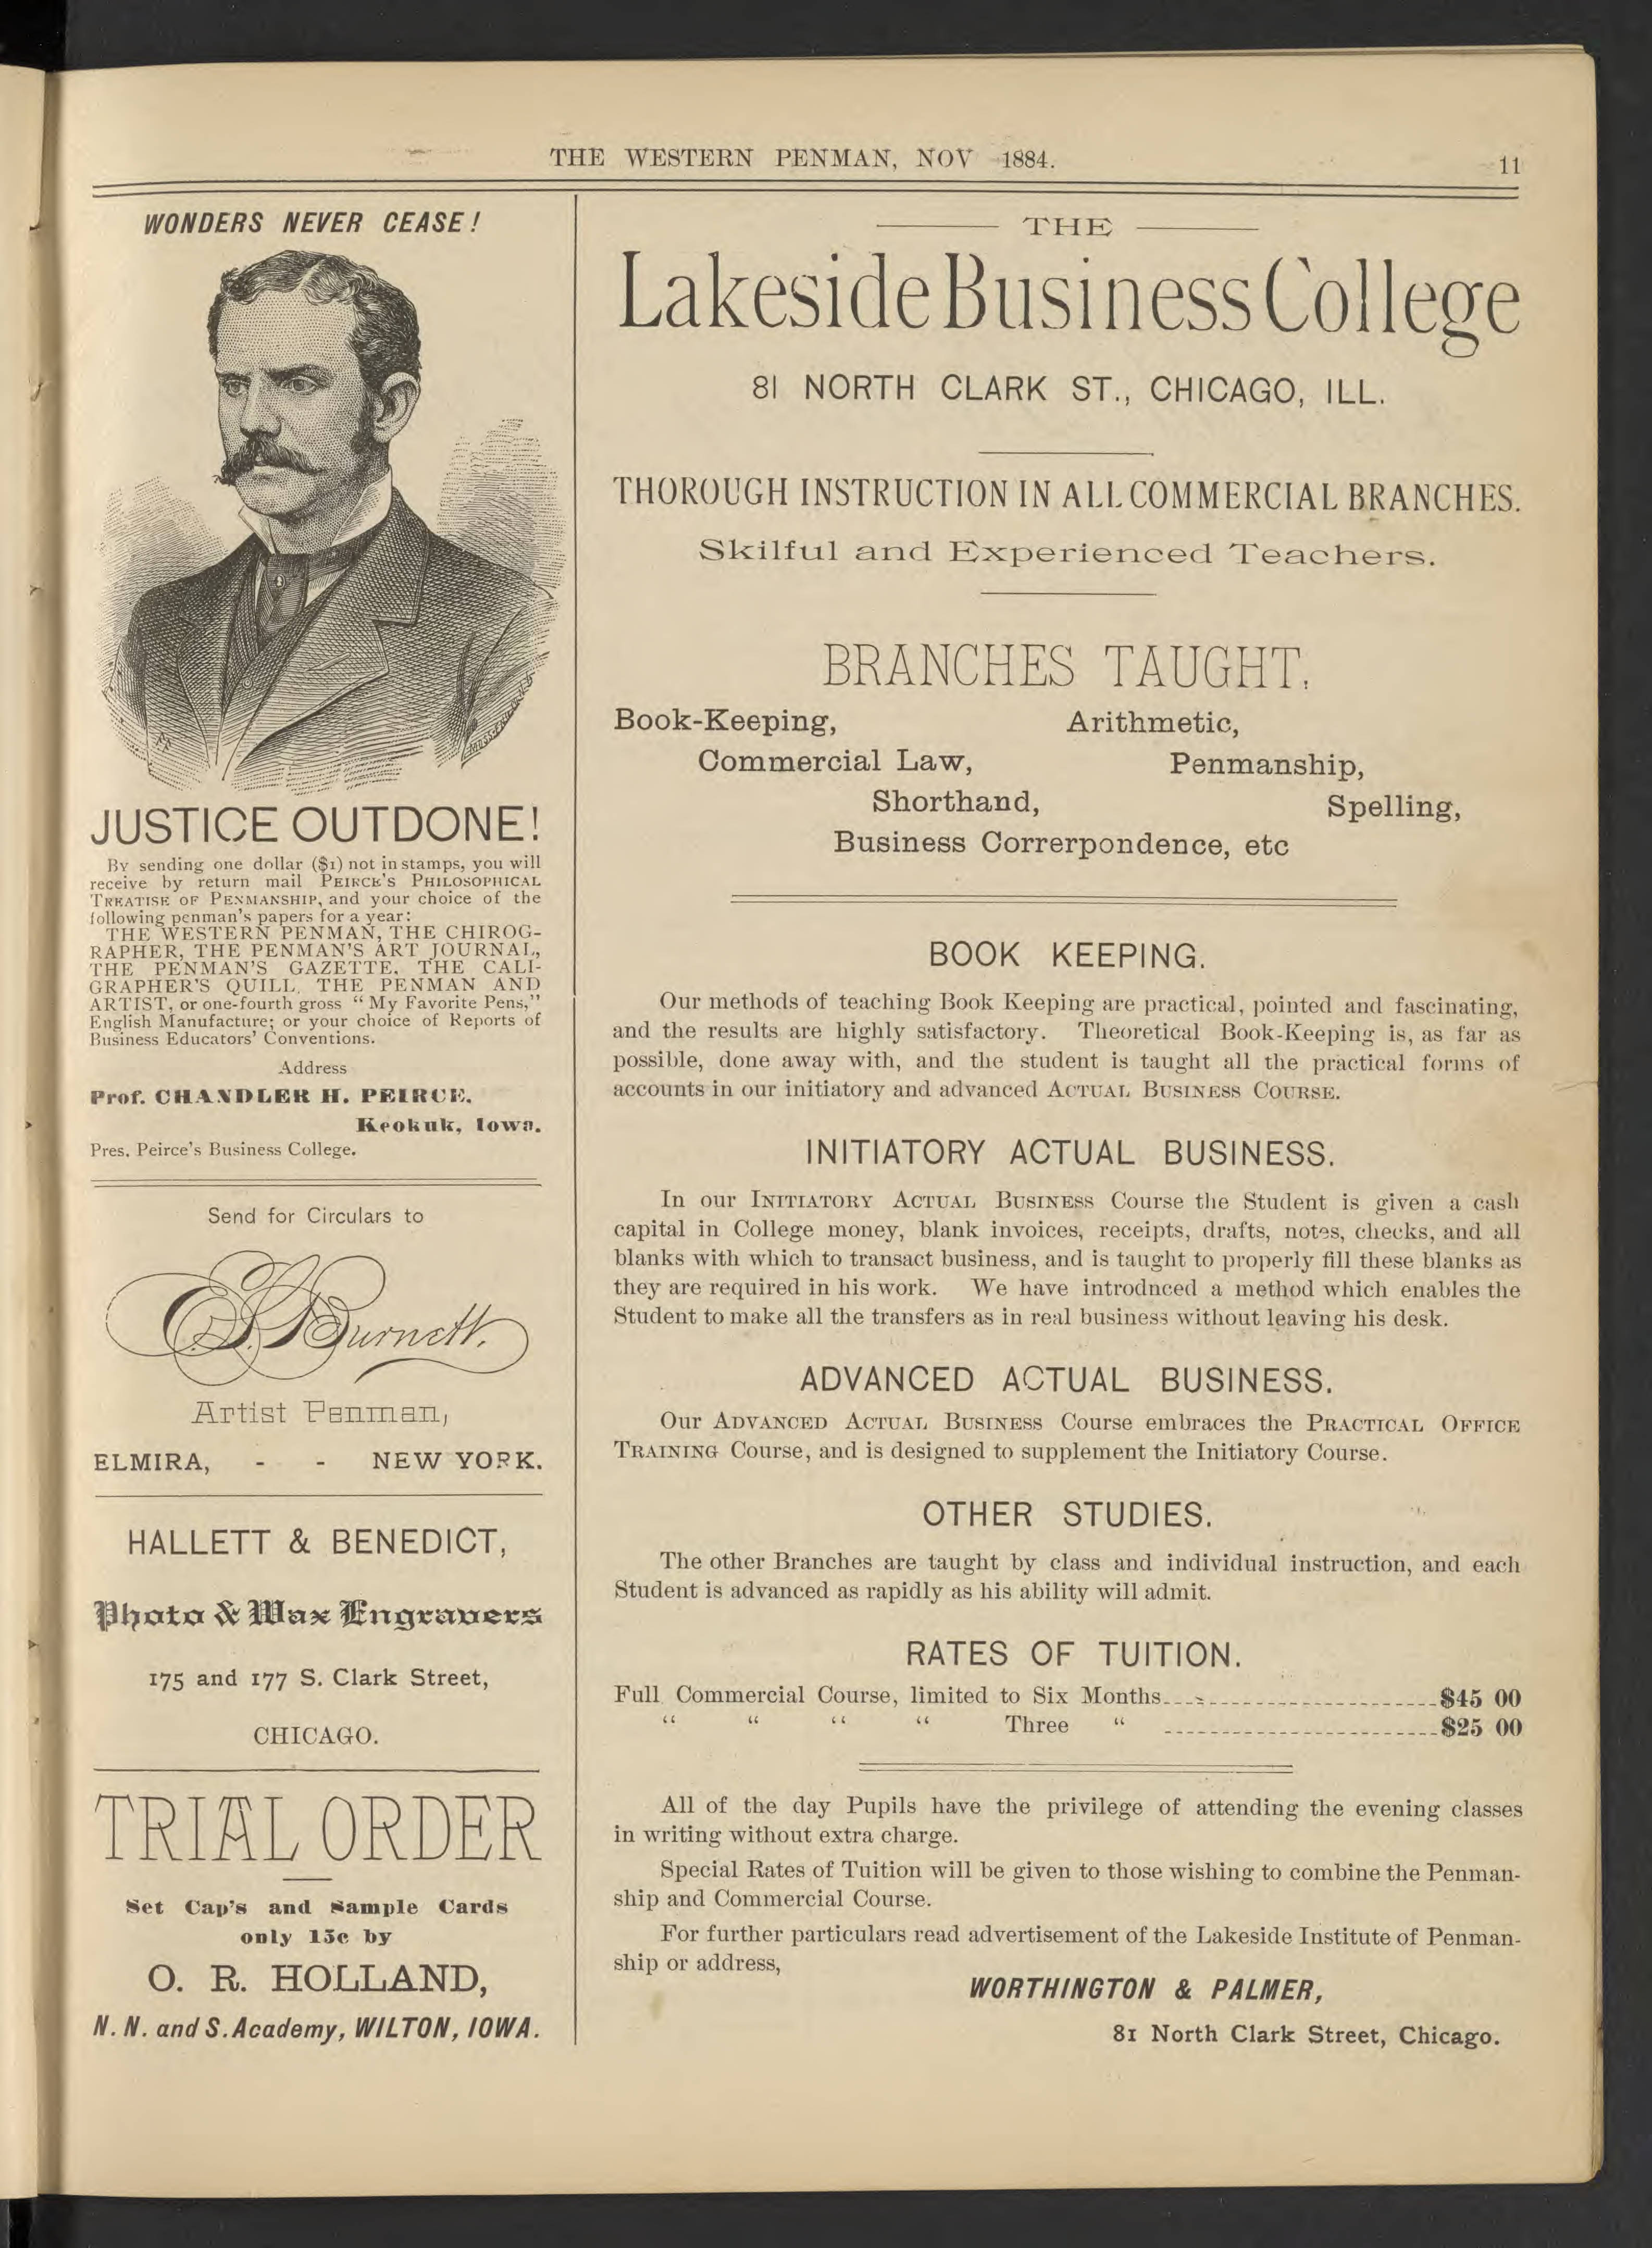 THE WESTERN PENMAN, NOV 1884.
11
WONDERS NEVER CEASE!
JUSTICE OUTDONE!
By sending one dollar ($1) not in stamps, you will
receive by return mail PEIRCE'S PHILOSOPHICAL
TREATISE OF PENMANSHIP, and your choice of the
following penman's papers for a year:
THE WESTERN PENMAN, THE CHIROG-
RAPHER, THE PENMAN'S ART JOURNAL,
THE PENMAN'S GAZETTE, THE CALI-
GRAPHER'S QUILL, THE PENMAN AND
ARTIST, or one-fourth gross "My Favorite Pens,"
English Manufacture; or your choice of Reports of
Business Educators' Conventions.
Address
Prof. CHANDLER H. PEIRCE,
Keokuk, Iowa.
Pres. Peirce's Business College.
Send for Circulars to
Burnett.
Artist Penman,
ELMIRA, - - NEW YORK.
HALLETT & BENEDICT,
Photo & Wax Engravers
175 and 177 S. Clark Street,
CHICAGO.
TRIAL ORDER
Set Cap's and Sample Cards
only 15c by
O. R. HOLLAND,
N. N. and S. Academy, WILTON, IOWA.
THE
Lakeside Business College
81 NORTH CLARK ST., CHICAGO, ILL.
THOROUGH INSTRUCTION IN ALL COMMERCIAL BRANCHES.
Skilful and Experienced Teachers.
BRANCHES TAUGHT.
Book-Keeping, Arithmetic,
Commercial Law, Penmanship,
Shorthand, Spelling,
Business Correrpondence, etc
BOOK KEEPING.
Our methods of teaching Book Keeping are practical, pointed and fascinating,
and the results are highly satisfactory. Theoretical Book-Keeping is, as far as
possible, done away with, and the student is taught all the practical forms of
accounts in our initiatory and advanced ACTUAL BUSINESS COURSE.
INITIATORY ACTUAL BUSINESS.
In our INITIATORY ACTUAL BUSINESS Course the Student is given a cash
capital in College money, blank invoices, receipts, drafts, notes, checks, and all
blanks with which to transact business, and is taught to properly fill these blanks as
they are required in his work. We have introdnced a method which enables the
Student to make all the transfers as in real business without leaving his desk.
ADVANCED ACTUAL BUSINESS.
Our ADVANCED ACTUAL BUSINESS Course embraces the PRACTICAL OFFICE
TRAINING Course, and is designed to supplement the Initiatory Course.
OTHER STUDIES.
The other Branches are taught by class and individual instruction, and each
Student is advanced as rapidly as his ability will admit.
RATES OF TUITION.
Full Commercial Course, limited to Six Months $45 00
" " " " Three " $25 00
All of the day Pupils have the privilege of attending the evening classes
in writing without extra charge.
Special Rates of Tuition will be given to those wishing to combine the Penman-
ship and Commercial Course.
For further particulars read advertisement of the Lakeside Institute of Penman-
ship or address,
WORTHINGTON & PALMER,
81 North Clark Street, Chicago.